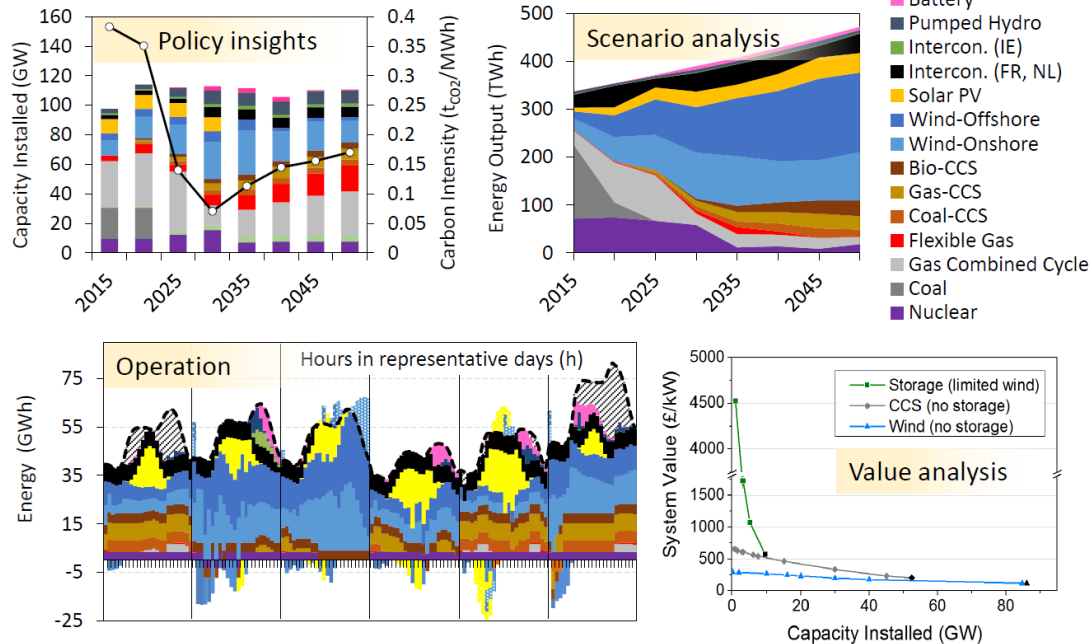 Policy insights
Capacity Installed (GW)
160
140
120
100
80
60
40
20
0
0.4
0.35
0.3
0.25
0.2
0.15
0.1
0.05
0
Carbon Intensity (tCO2/MWh)
2015
2025
2035
2045
Scenario analysis
Energy Output (TWh)
500
400
300
200
100
0
2015
2025
2035
2045
Battery
Pumped Hydro
Intercon. (IE)
Intercon. (FR, NL)
Solar PV
Wind-Offshore
Wind-Onshore
Bio-CCS
Gas-CCS
Coal-CCS
Flexible Gas
Gas Combined Cycle
Coal
Nuclear
Operation
Hours in representative days (h)
Energy (GWh)
75
55
35
15
-5
-25
System Value (£/kW)
5000
4500
4000
1500
1000
500
0
Storage (limited wind)
CCS (no storage)
Wind (no storage)
Value analysis
0
20
40
60
80
Capacity Installed (GW)